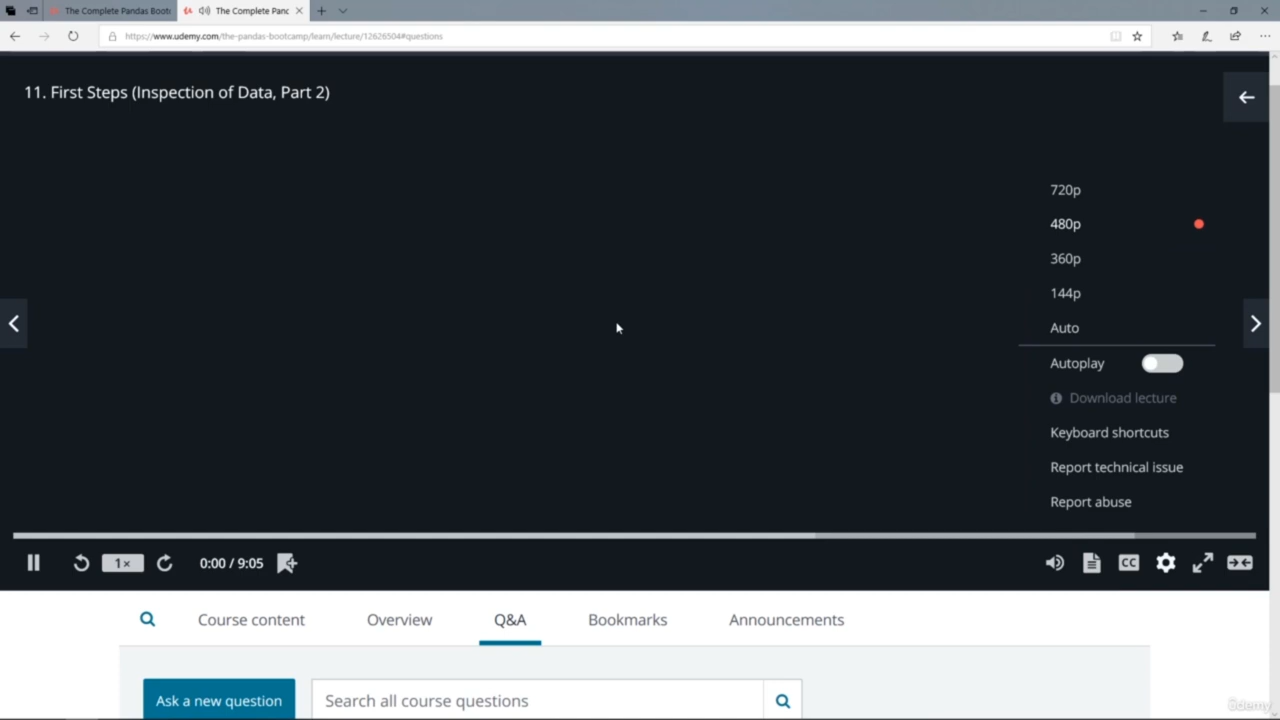 The Complete Pandas Boot
The Complete Panc
https://www.udemy.com/the-pandas-bootcamp/learn/lecture/12626504#questions
11. First Steps (Inspection of Data, Part 2)
720p
480p
360p
144p
Auto
Autoplay
Download lecture
Keyboard shortcuts
Report technical issue
Report abuse
1×
0:00 / 9:05
CC
Course content
Overview
Q&A
Bookmarks
Announcements
Ask a new question
Search all course questions
ûdemy